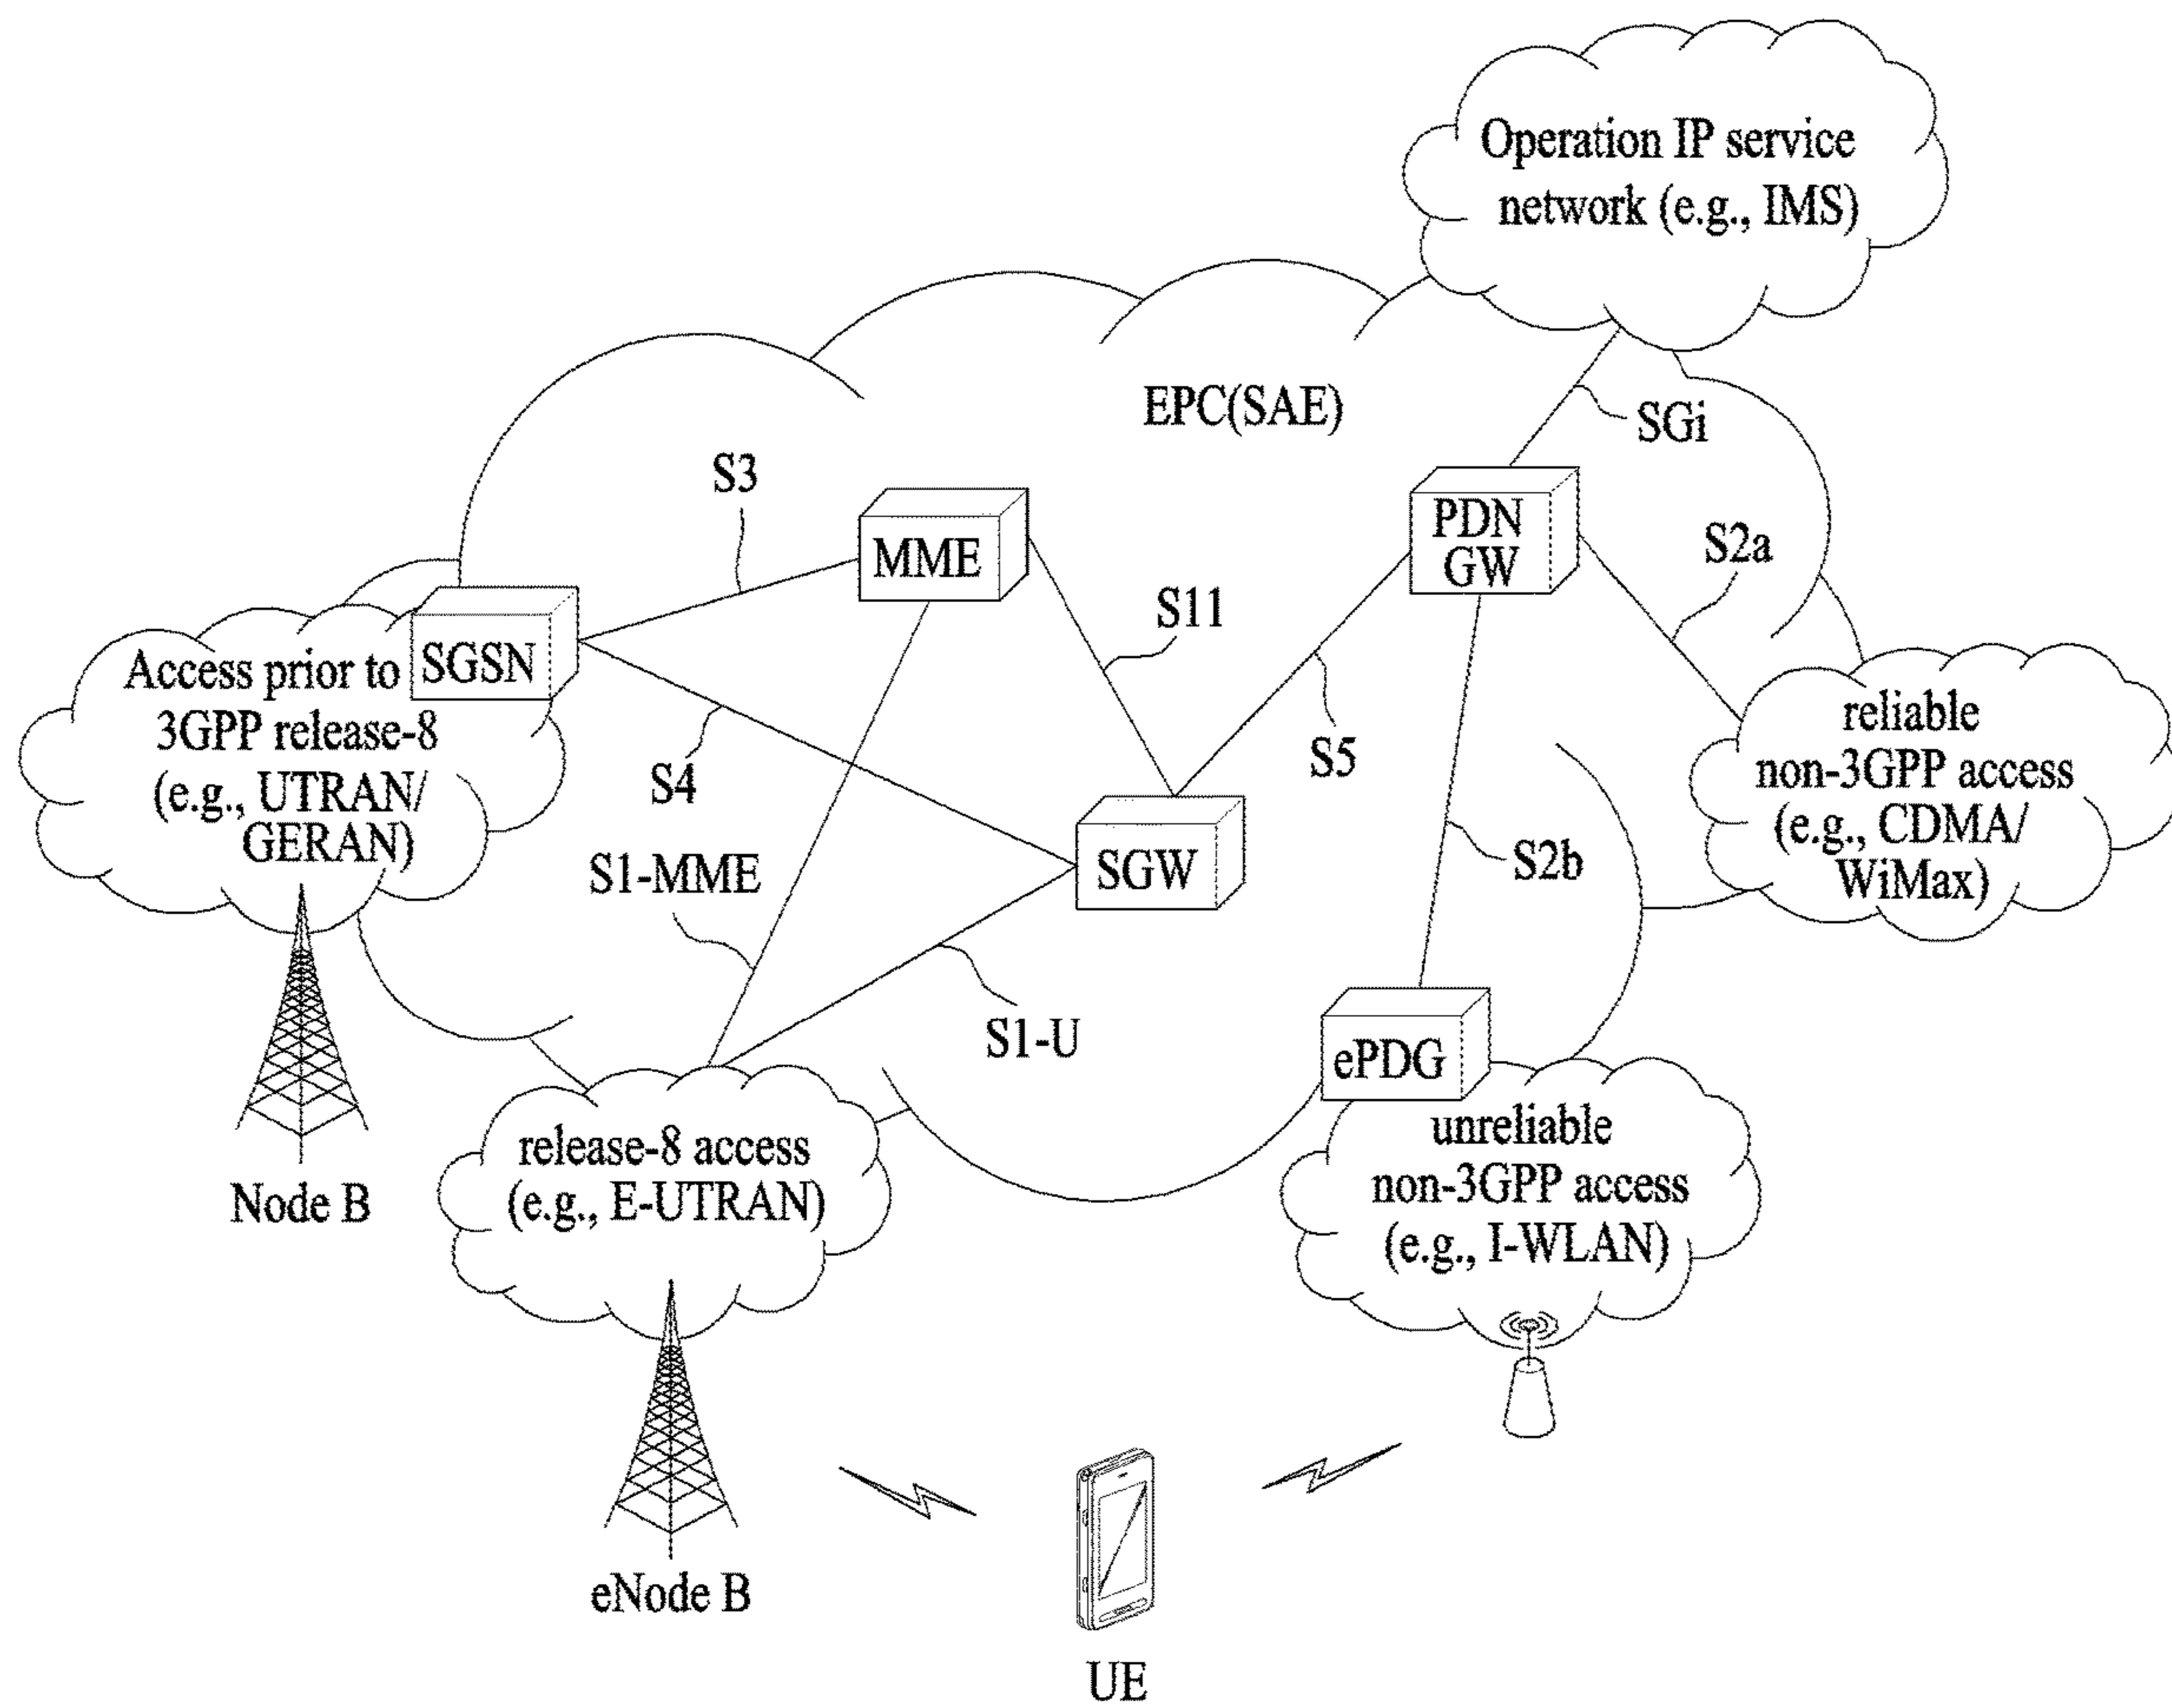 Operation IP service
network (e.g., IMS)
EPC(SAE)
SGi
S3
MME
PDN
GW
S2a
S11
SGSN
Access prior to
3GPP release-8
(e.g., UTRAN/
GERAN)
S4
S5
reliable
non-3GPP access
(e.g., CDMA/
WiMax)
S1-MME
SGW
S2b
S1-U
ePDG
Node B
release-8 access
(e.g., E-UTRAN)
unreliable
non-3GPP access
(e.g., I-WLAN)
eNode B
UE